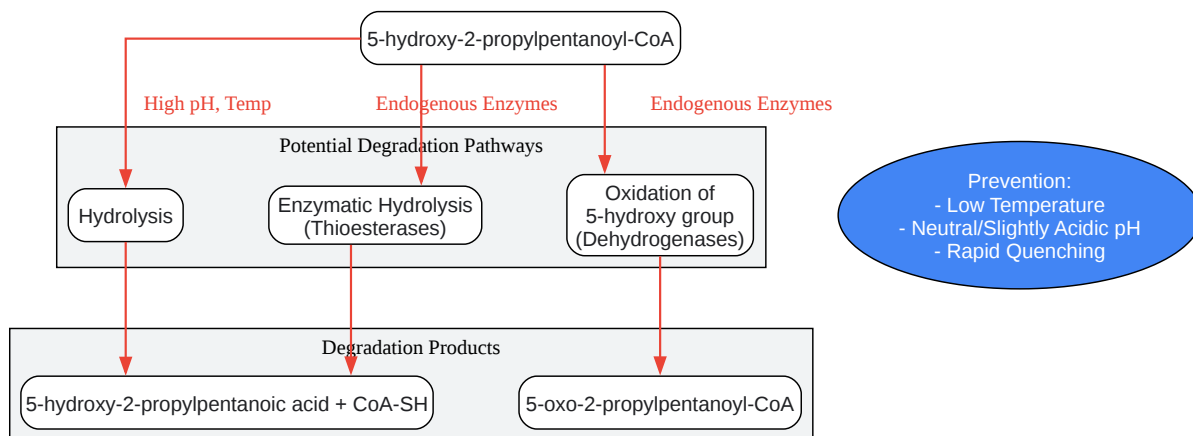 5-hydroxy-2-propylpentanoyl-CoA
High pH, Temp
Endogenous Enzymes
Endogenous Enzymes
Potential Degradation Pathways
Hydrolysis
Enzymatic Hydrolysis
(Thioesterases)
Oxidation of
5-hydroxy group
(Dehydrogenases)
Prevention:
- Low Temperature
- Neutral/Slightly Acidic pH
- Rapid Quenching
Degradation Products
5-hydroxy-2-propylpentanoic acid + CoA-SH
5-oxo-2-propylpentanoyl-CoA